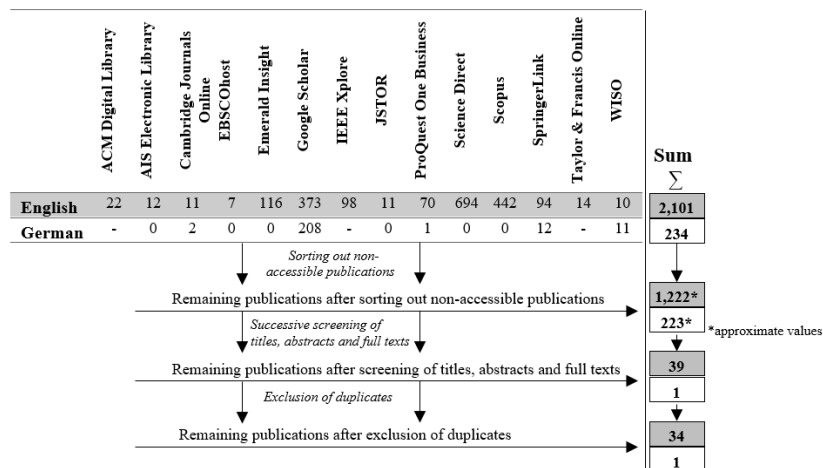 ACM Digital Library
AIS Electronic Library
Cambridge Journals
Online
EBSCOhost
Emerald Insight
Google Scholar
IEEE Xplore
JSTOR
ProQuest One Business
Science Direct
Scopus
SpringerLink
Taylor & Francis Online
WISO
Sum
∑
English 22 12 11 7 116 373 98 11 70 694 442 94 14 10 2,101
German - 0 2 0 0 208 - 0 1 0 0 12 - 11 234
Sorting out non-
accessible publications
Remaining publications after sorting out non-accessible publications 1,222*
223*
*approximate values
Successive screening of
titles, abstracts and full texts
Remaining publications after screening of titles, abstracts and full texts 39
1
Exclusion of duplicates
Remaining publications after exclusion of duplicates 34
1